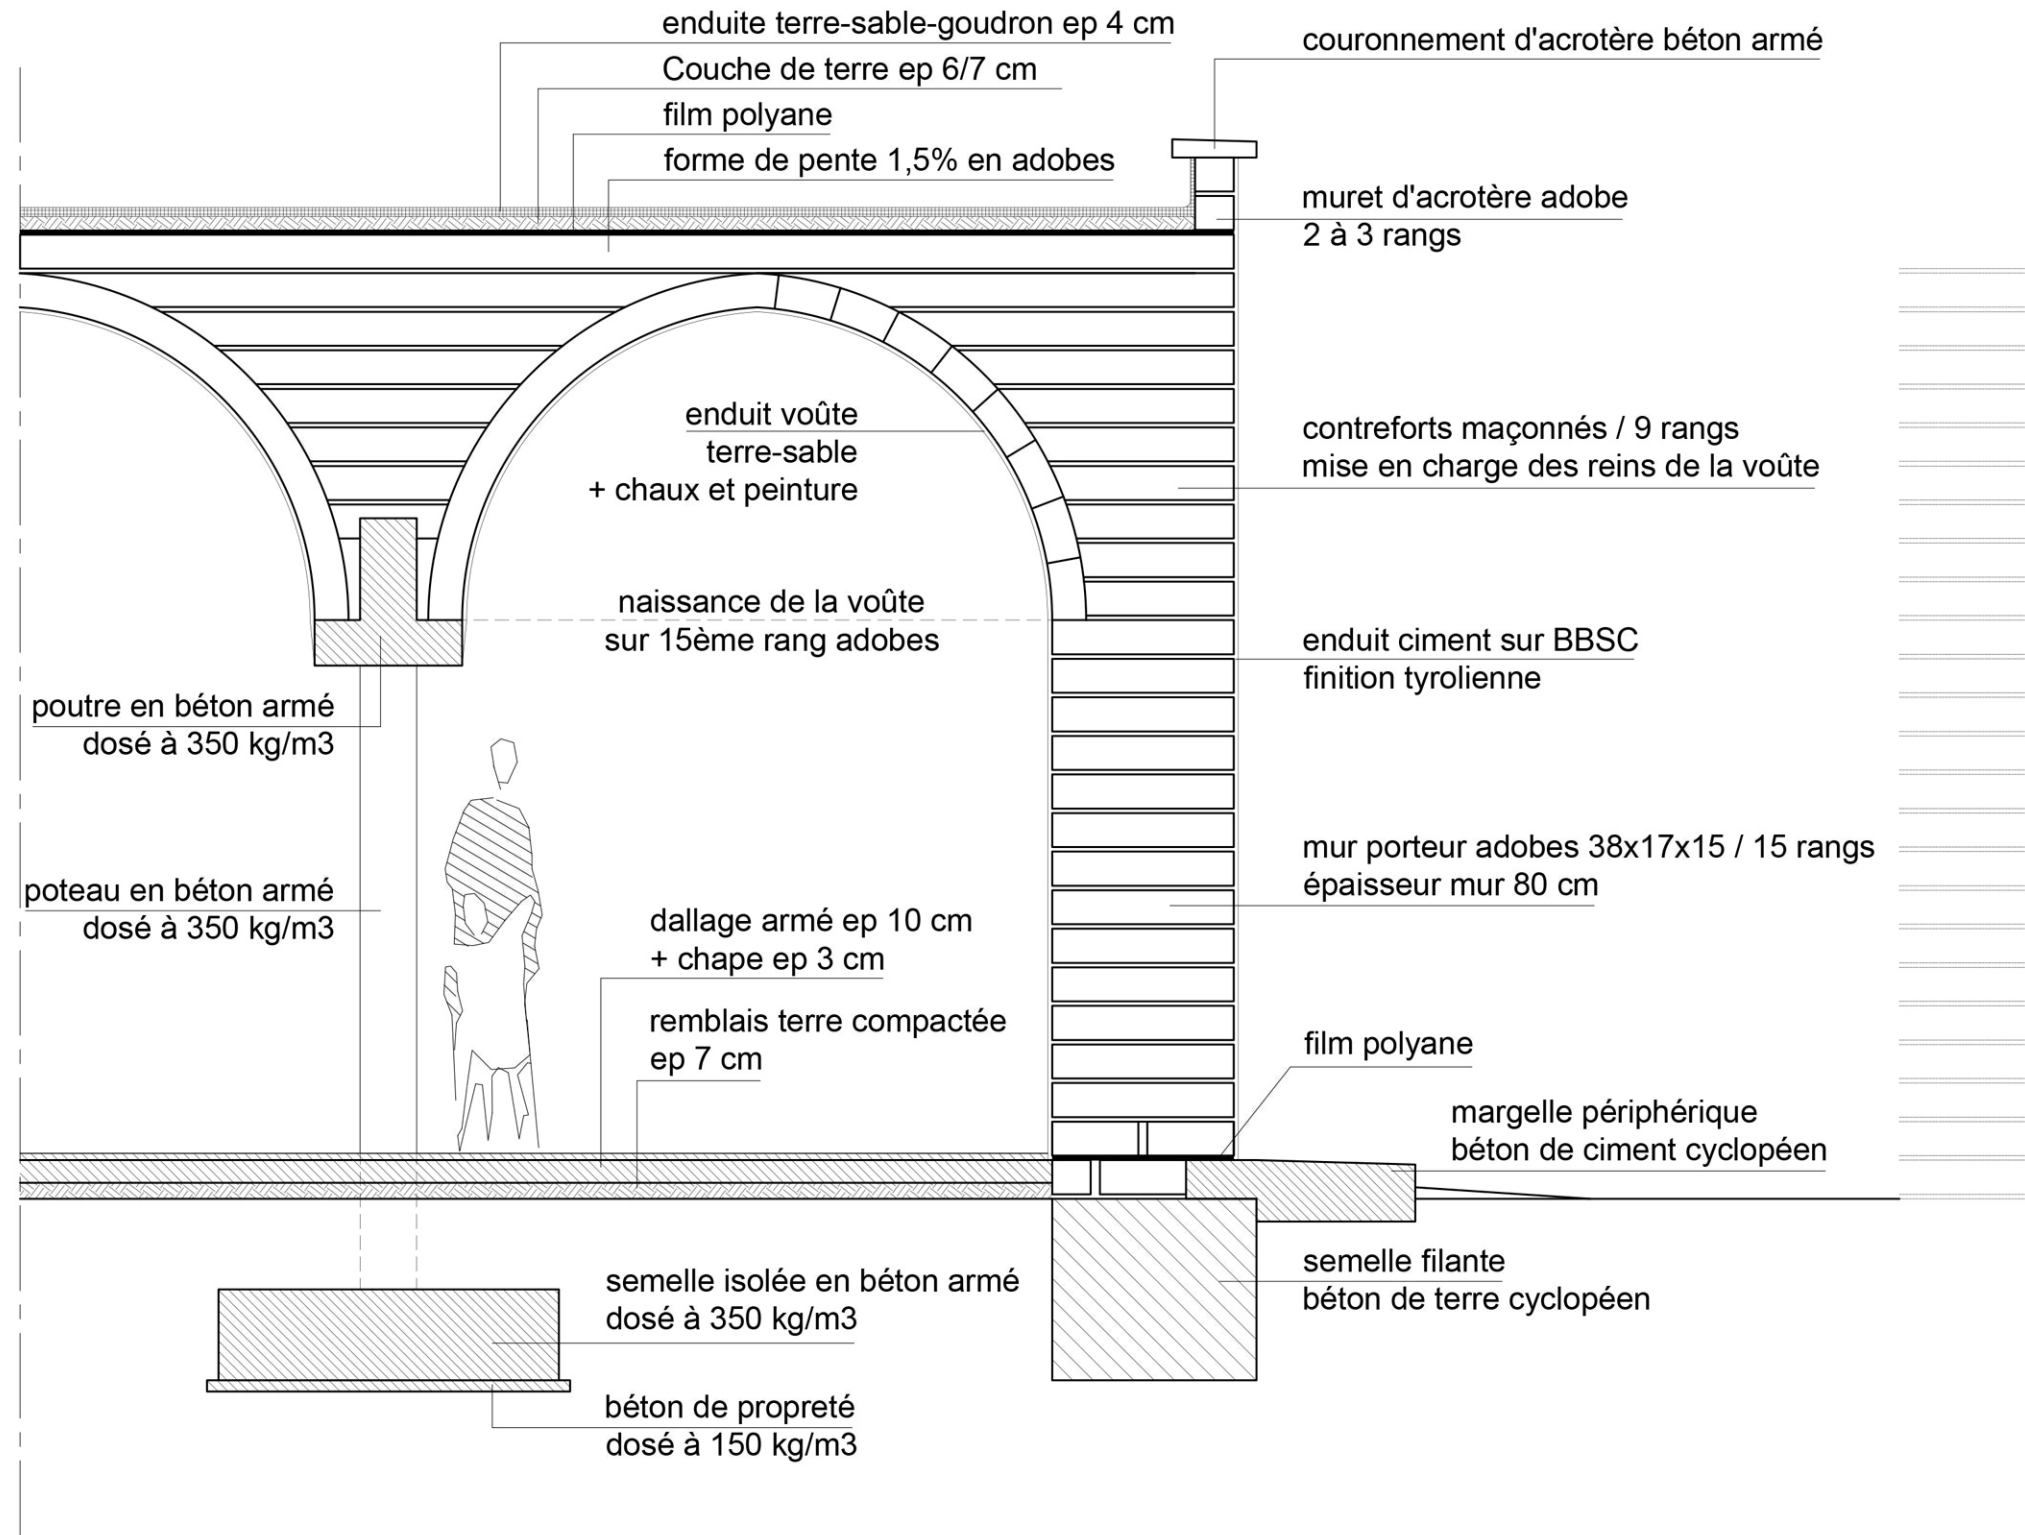 enduite terre-sable-goudron ep 4 cm
Couche de terre ep 6/7 cm
film polyane
forme de pente 1,5% en adobes
couronnement d'acrotère béton armé
muret d'acrotère adobe
2 à 3 rangs
enduit voûte
terre-sable
+ chaux et peinture
contreforts maçonnés / 9 rangs
mise en charge des reins de la voûte
naissance de la voûte
sur 15ème rang adobes
enduit ciment sur BBSC
finition tyrolienne
poutre en béton armé
dosé à 350 kg/m3
mur porteur adobes 38x17x15 / 15 rangs
épaisseur mur 80 cm
poteau en béton armé
dosé à 350 kg/m3
dallage armé ep 10 cm
+ chape ep 3 cm
remblais terre compactée
ep 7 cm
film polyane
margelle périphérique
béton de ciment cyclopéen
semelle filante
béton de terre cyclopéen
semelle isolée en béton armé
dosé à 350 kg/m3
béton de propreté
dosé à 150 kg/m3